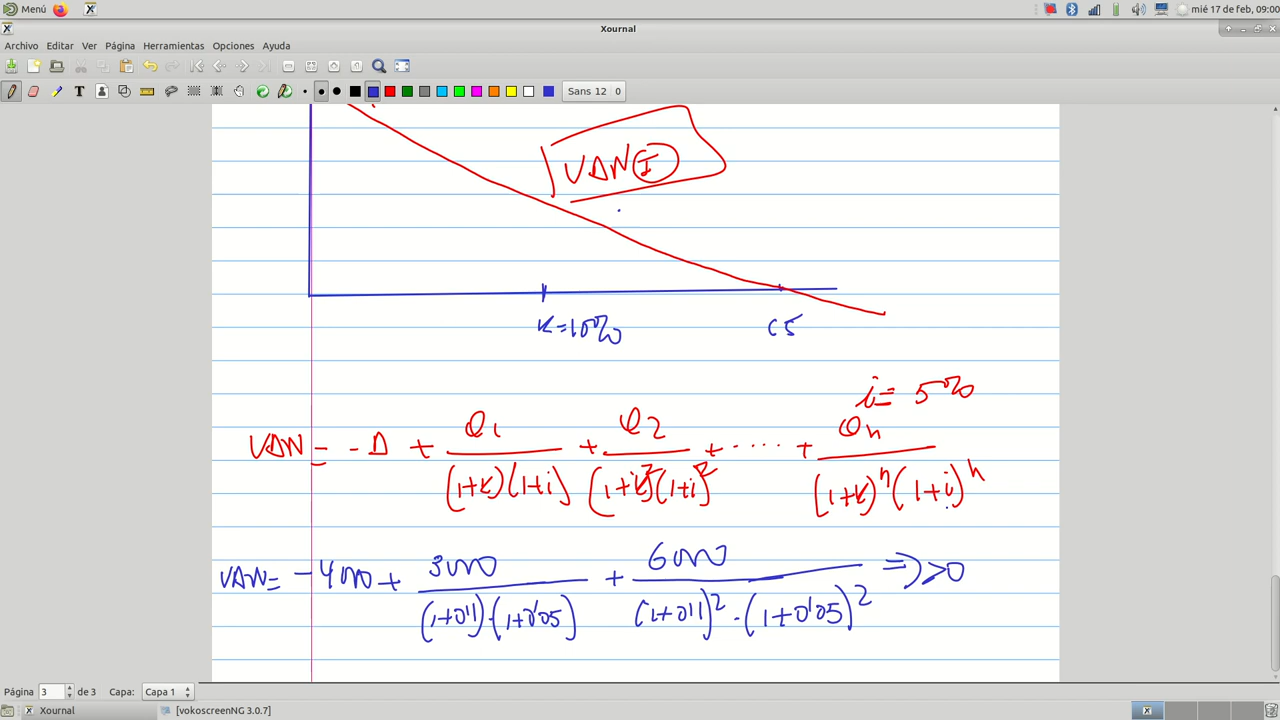 Menú mié 17 de feb, 09:00
Xournal
Archivo Editar Ver Página Herramientas Opciones Ayuda
Sans 12 0
VAN I
K=10%
i = 5%
VAN = -A + Q1/(1+k)(1+i) + Q2/(1+k)²(1+i)² + ..... + Qn/(1+k)ⁿ(1+i)ⁿ
VAN = -4000 + 3000/(1+0'1)·(1+0'05) + 6000/(1+0'1)²·(1+0'05)² => >0
Página 3 de 3 Capa: Capa 1
Xournal [vokoscreenNG 3.0.7]